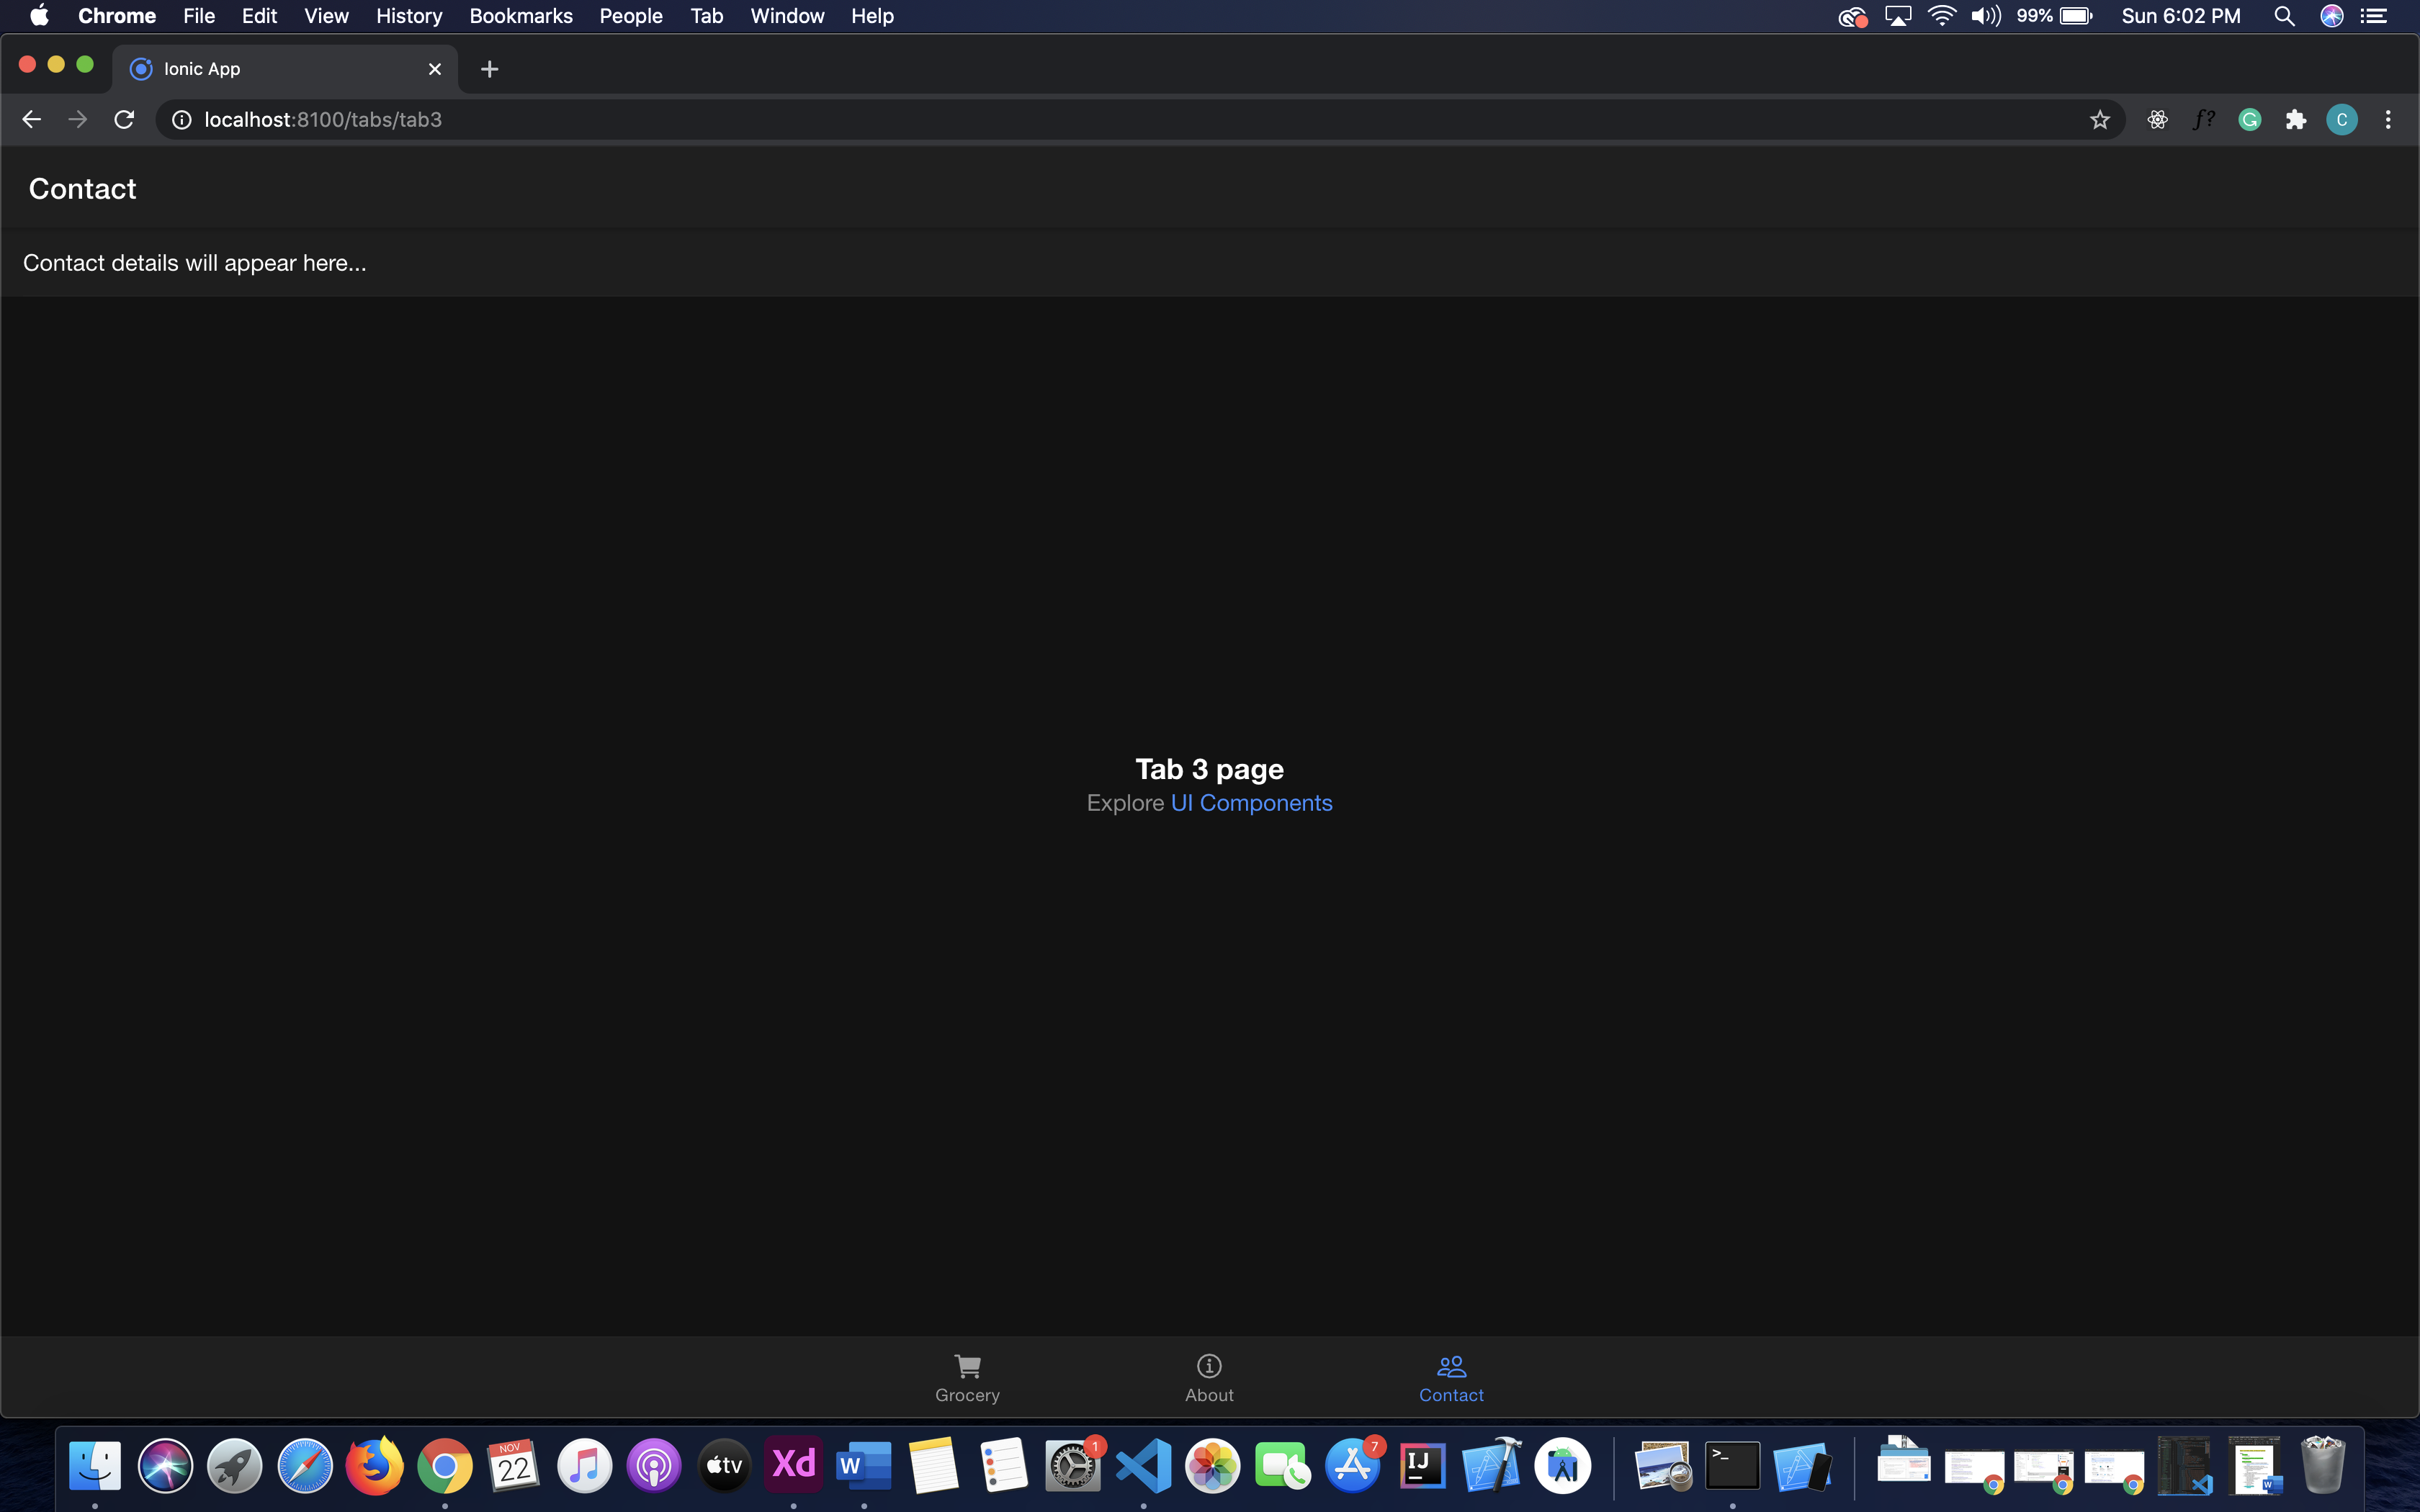 Chrome File Edit View History Bookmarks People Tab Window Help 99% Sun 6:02 PM
Ionic App
localhost:8100/tabs/tab3 f? C
Contact
Contact details will appear here...
Tab 3 page
Explore UI Components
Grocery About Contact
NOV 22 tv Xd W 1 7 IJ >_ W